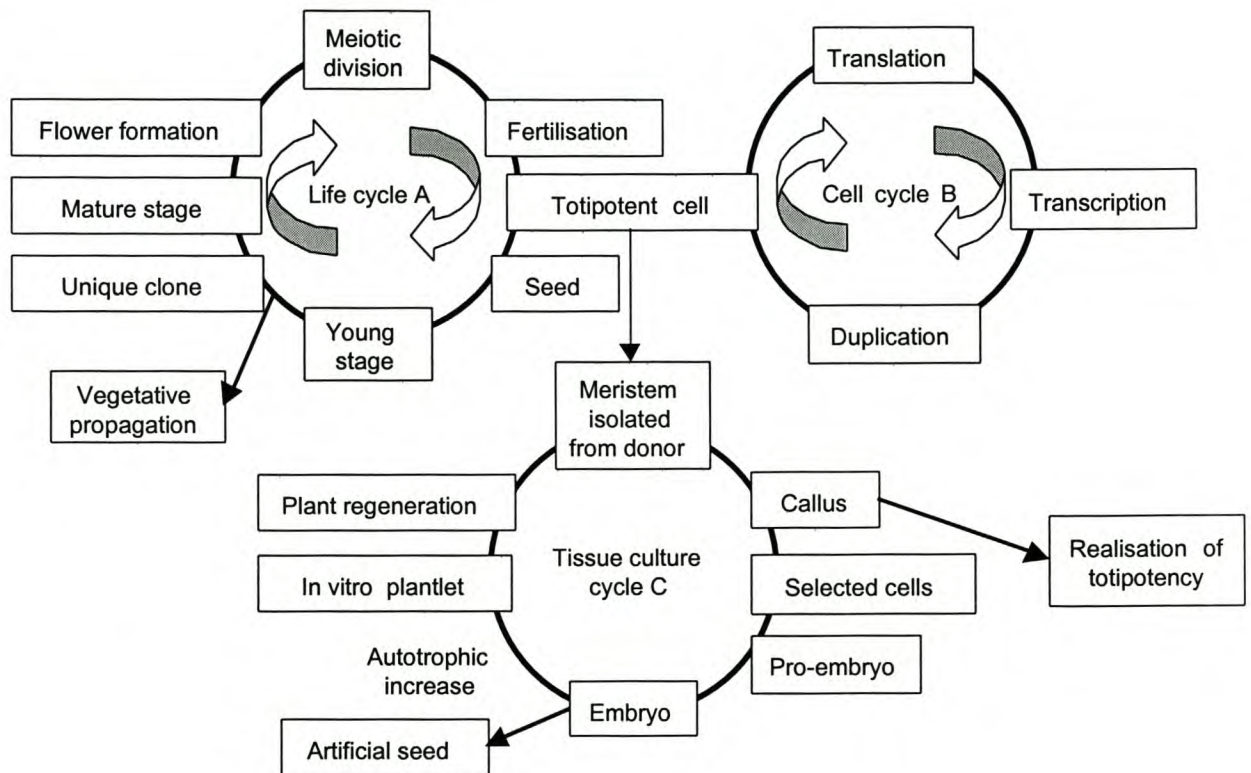 Meiotic
division
Flower formation
Fertilisation
Mature stage
Life cycle A
Totipotent cell
Unique clone
Seed
Young
stage
Vegetative
propagation
Translation
Cell cycle B
Transcription
Duplication
Meristem
isolated
from donor
Plant regeneration
Callus
In vitro plantlet
Tissue culture
cycle C
Selected cells
Realisation of
totipotency
Autotrophic
increase
Pro-embryo
Embryo
Artificial seed